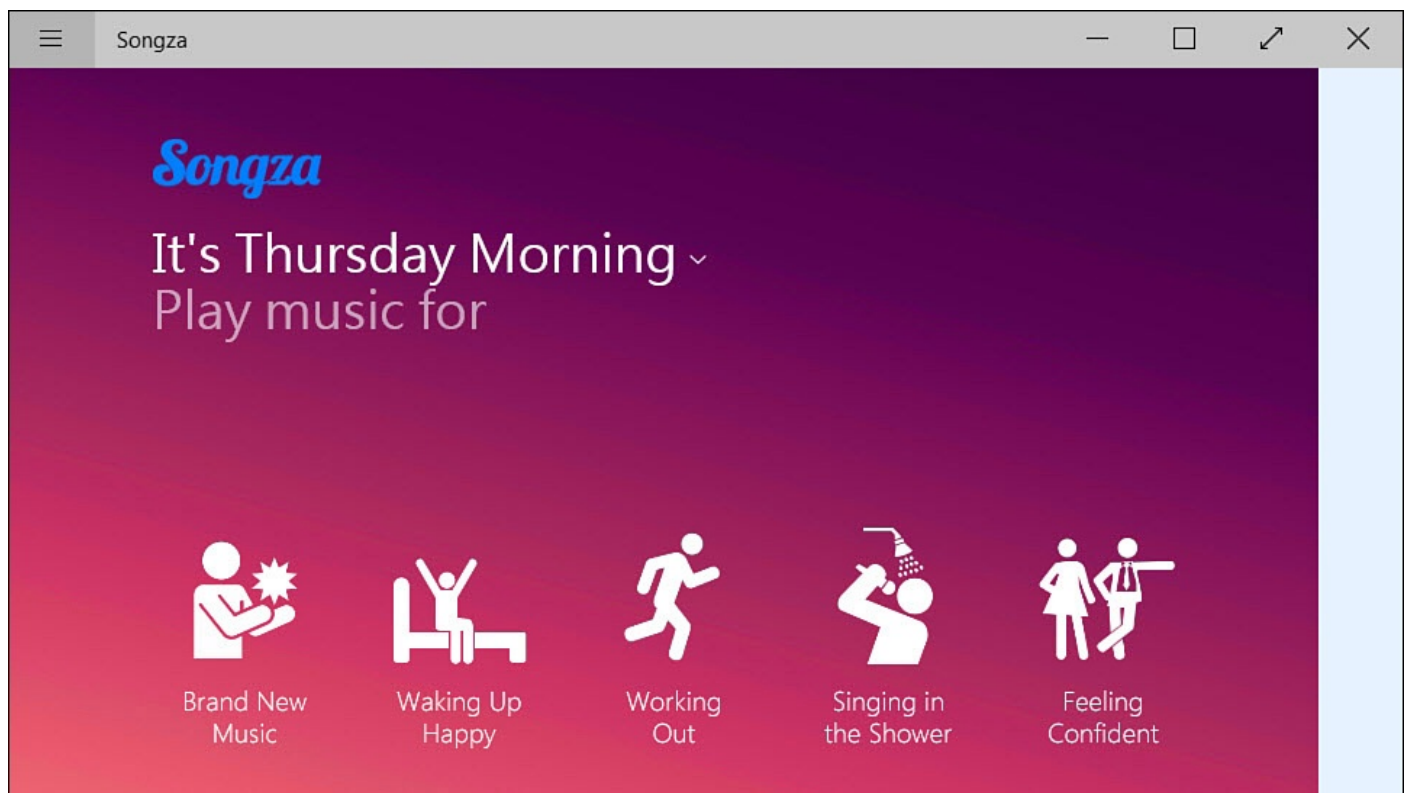 Songza
Songza
It's Thursday Morning
Play music for
Brand New
Music
Waking Up
Happy
Working
Out
Singing in
the Shower
Feeling
Confident